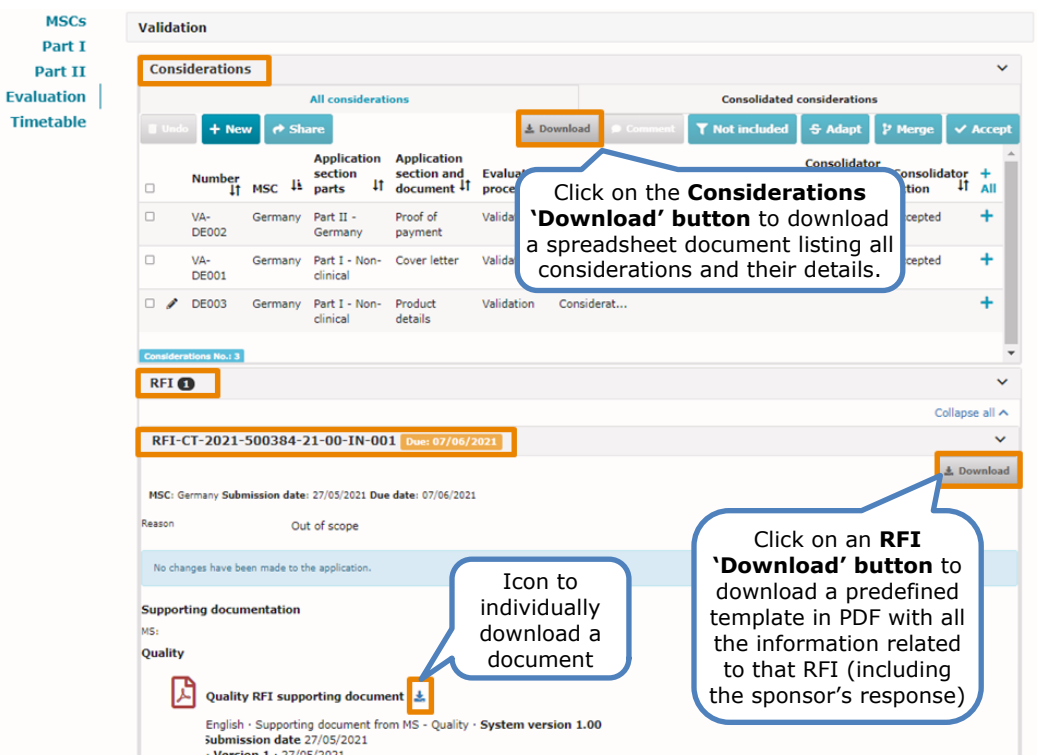 MSCs
Part I
Part II
Evaluation
Timetable
Validation
Considerations
All considerations
Consolidated considerations
Undo
+ New
Share
Download
Comment
Not included
Adapt
Merge
Accept
Number
MSC
Application section parts
Application section and document
Consolidator
+ All
VA-DE002
Germany
Part II - Germany
Proof of payment
+
VA-DE001
Germany
Part I - Non-clinical
Cover letter
+
DE003
Germany
Part I - Non-clinical
Product details
Validation
Considerat...
+
Considerations No.: 3
Click on the Considerations
‘Download’ button to download
a spreadsheet document listing all
considerations and their details.
RFI 1
Collapse all
RFI-CT-2021-500384-21-00-IN-001 Due: 07/06/2021
Download
MSC: Germany Submission date: 27/05/2021 Due date: 07/06/2021
Reason
Out of scope
No changes have been made to the application.
Click on an RFI
‘Download’ button to
download a predefined
template in PDF with all
the information related
to that RFI (including
the sponsor’s response)
Icon to
individually
download a
document
Supporting documentation
MS:
Quality
Quality RFI supporting document
English · Supporting document from MS - Quality · System version 1.00
Submission date 27/05/2021
· Version 1 · 27/05/2021